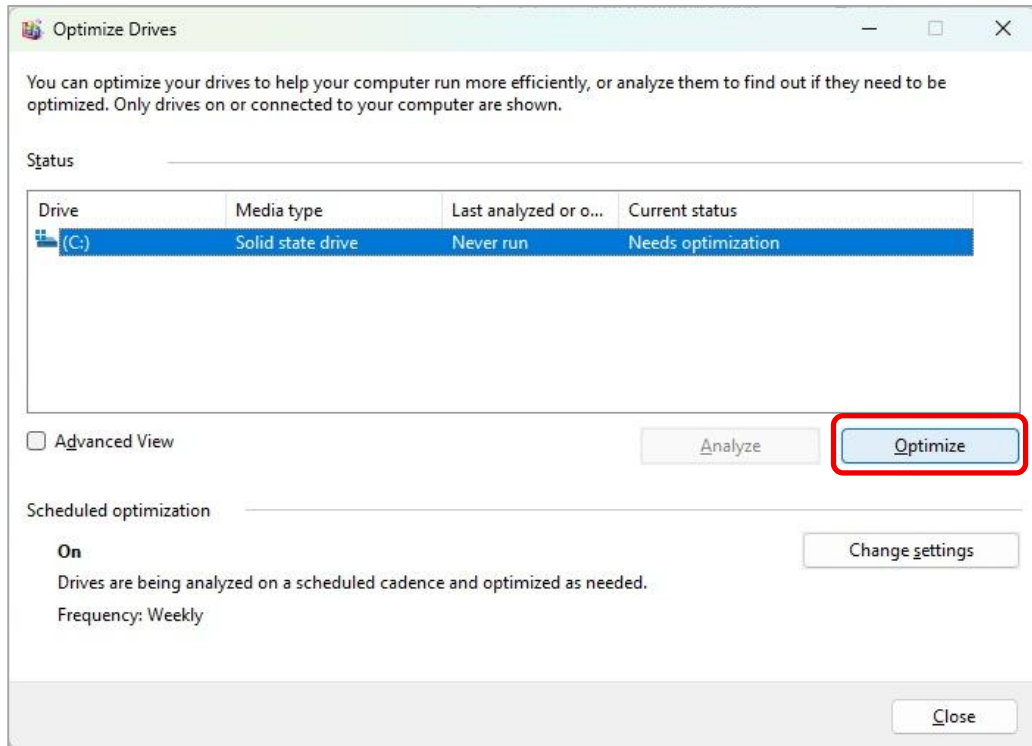 Optimize Drives
You can optimize your drives to help your computer run more efficiently, or analyze them to find out if they need to be
optimized. Only drives on or connected to your computer are shown.
Status
Drive Media type Last analyzed or o... Current status
(C:) Solid state drive Never run Needs optimization
Advanced View Analyze Optimize
Scheduled optimization
On Change settings
Drives are being analyzed on a scheduled cadence and optimized as needed.
Frequency: Weekly
Close